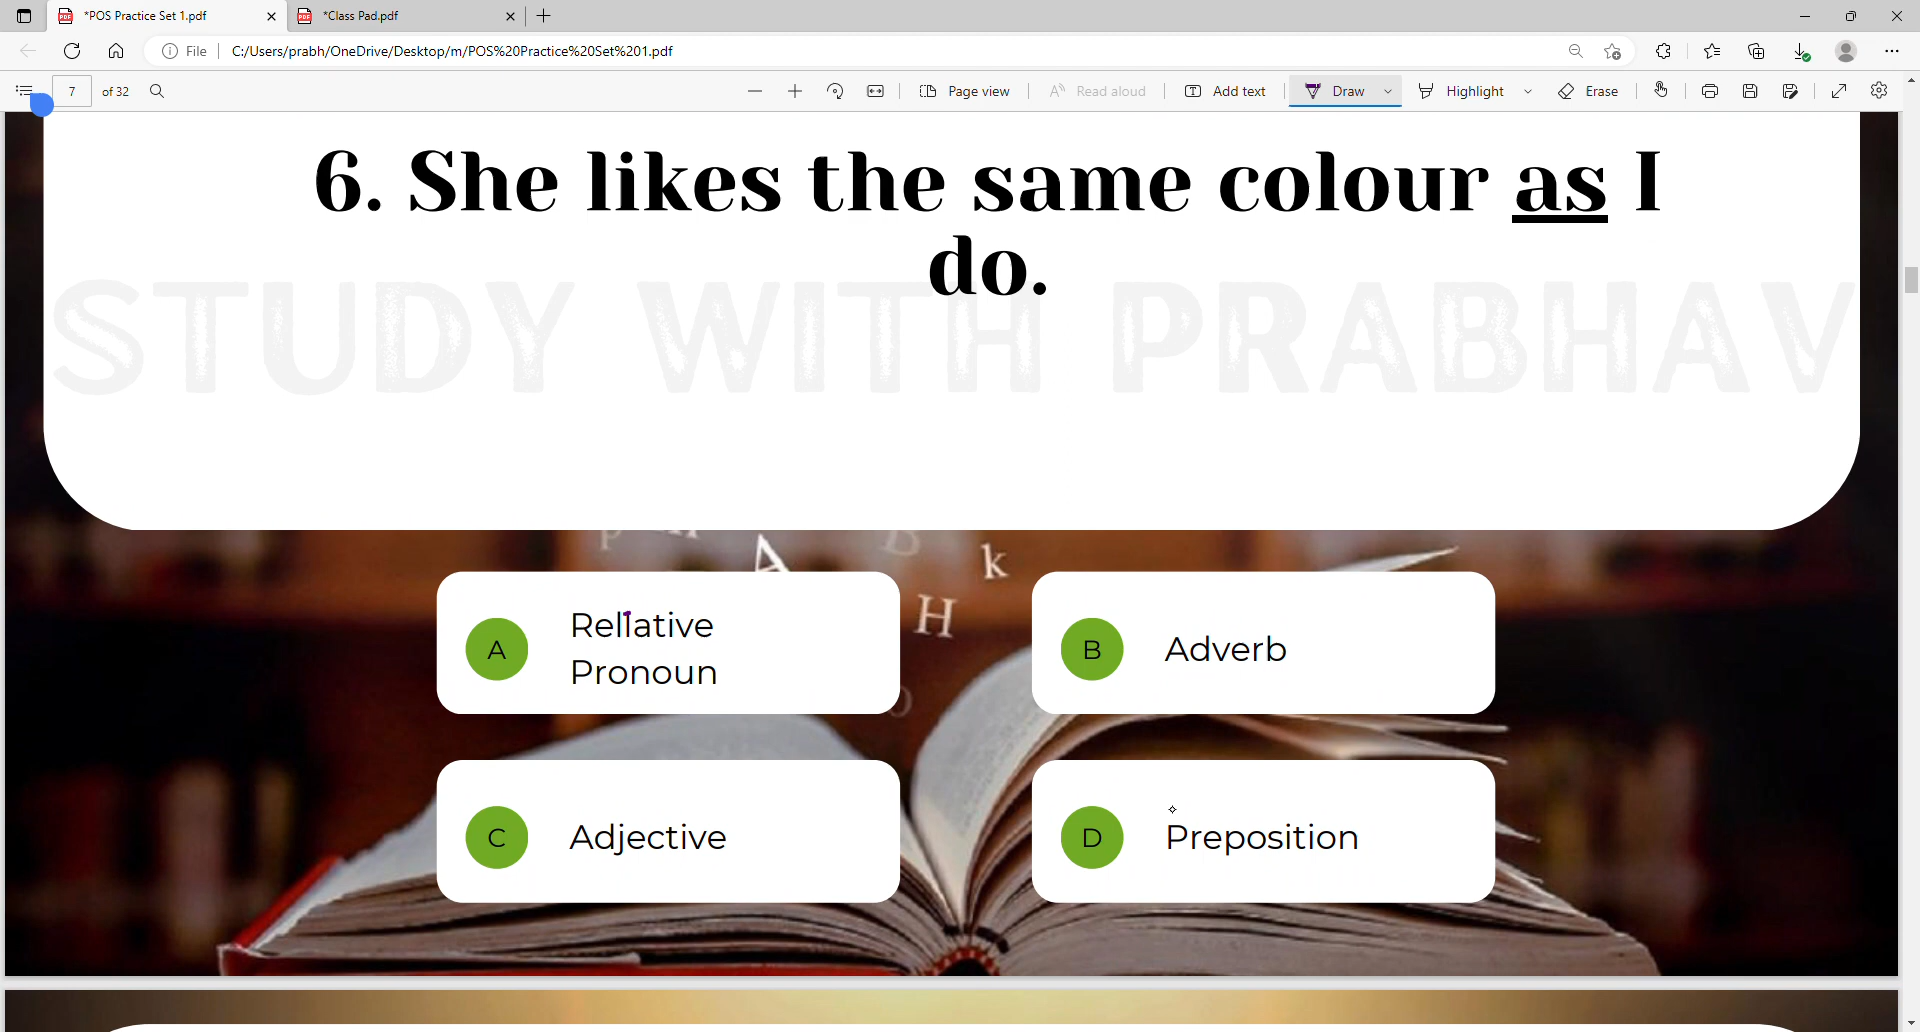 *POS Practice Set 1.pdf
*Class Pad.pdf
File
C:/Users/prabh/OneDrive/Desktop/m/POS%20Practice%20Set%201.pdf
7 of 32
Page view
Read aloud
Add text
Draw
Highlight
Erase
6. She likes the same colour as I
do.
STUDY WITH PRABHAV
A
k
H
A
Relative
Pronoun
B
Adverb
C
Adjective
D
Preposition